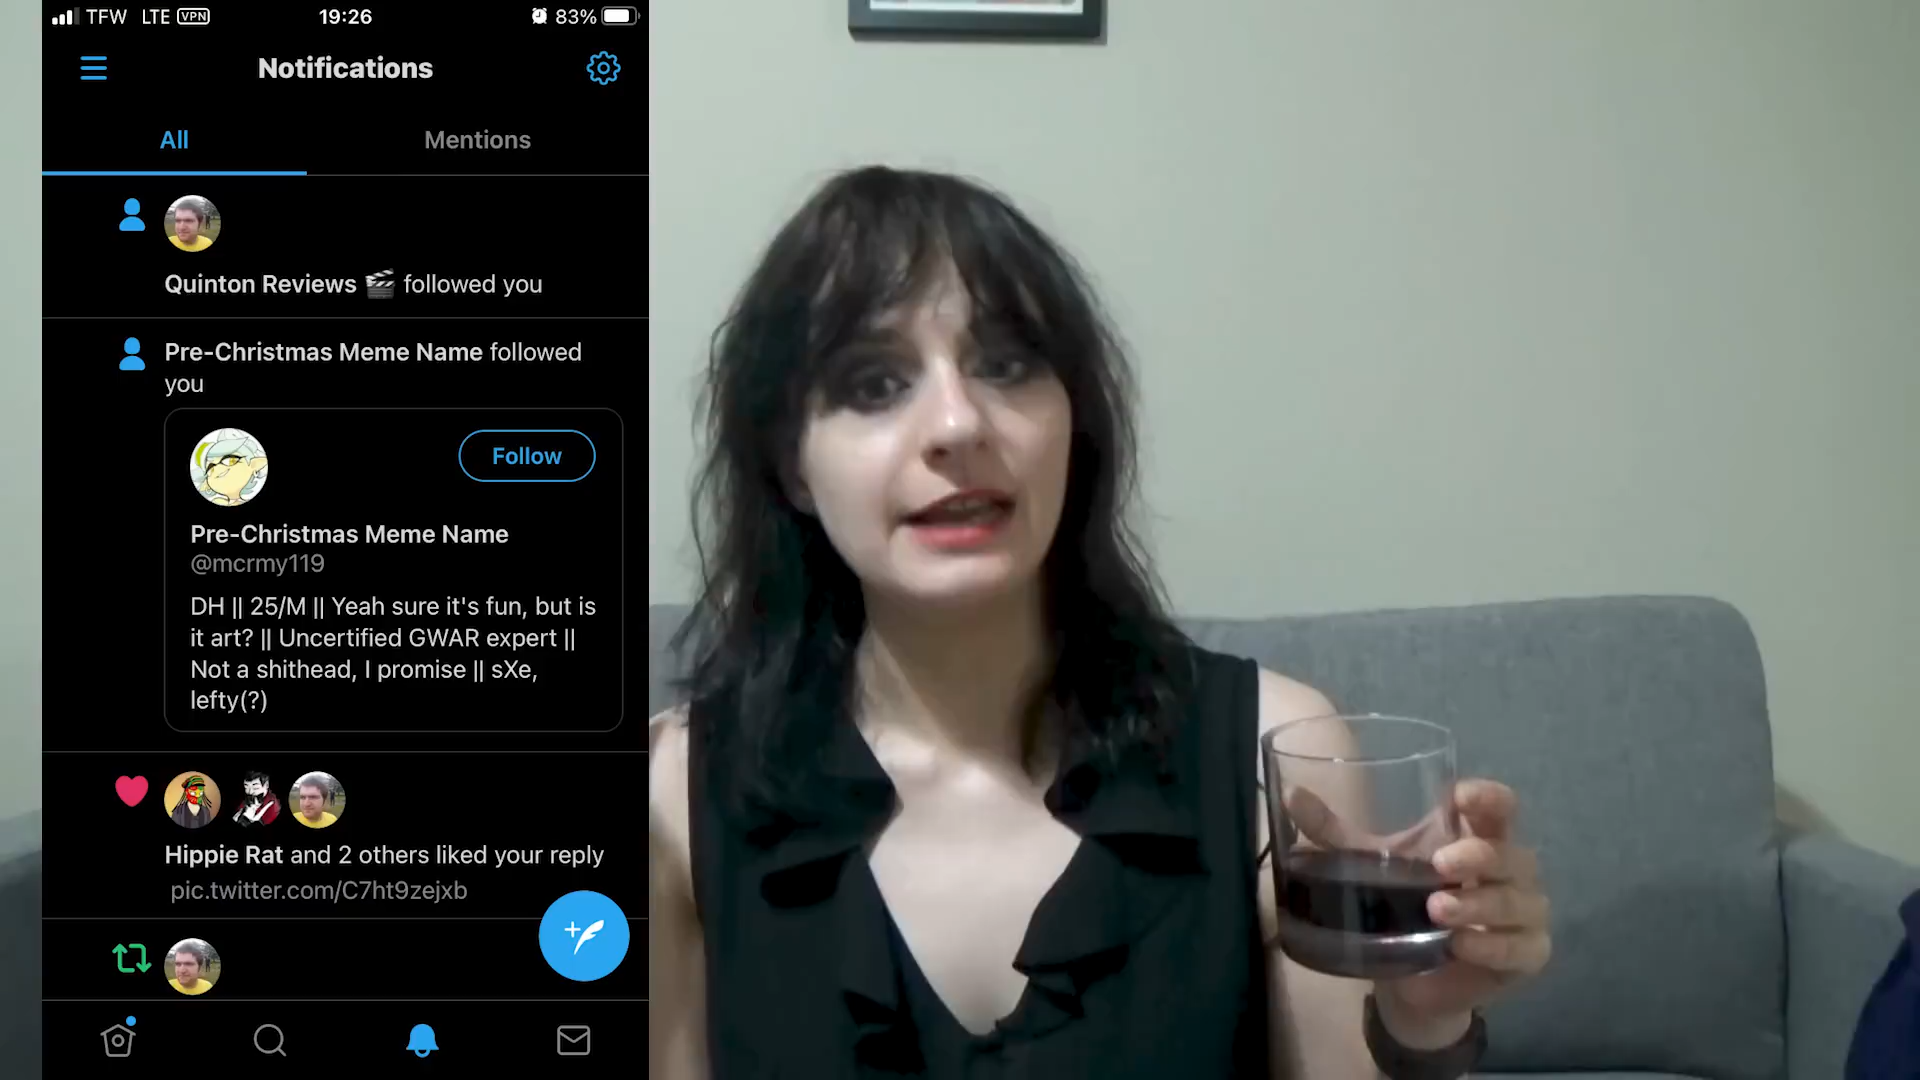 TFW LTE VPN 19:26 83%
Notifications
All Mentions
Quinton Reviews 🎬 followed you
Pre-Christmas Meme Name followed
you
Follow
Pre-Christmas Meme Name
@mcrmy119
DH || 25/M || Yeah sure it's fun, but is
it art? || Uncertified GWAR expert ||
Not a shithead, I promise || sXe,
lefty(?)
Hippie Rat and 2 others liked your reply
pic.twitter.com/C7ht9zejxb